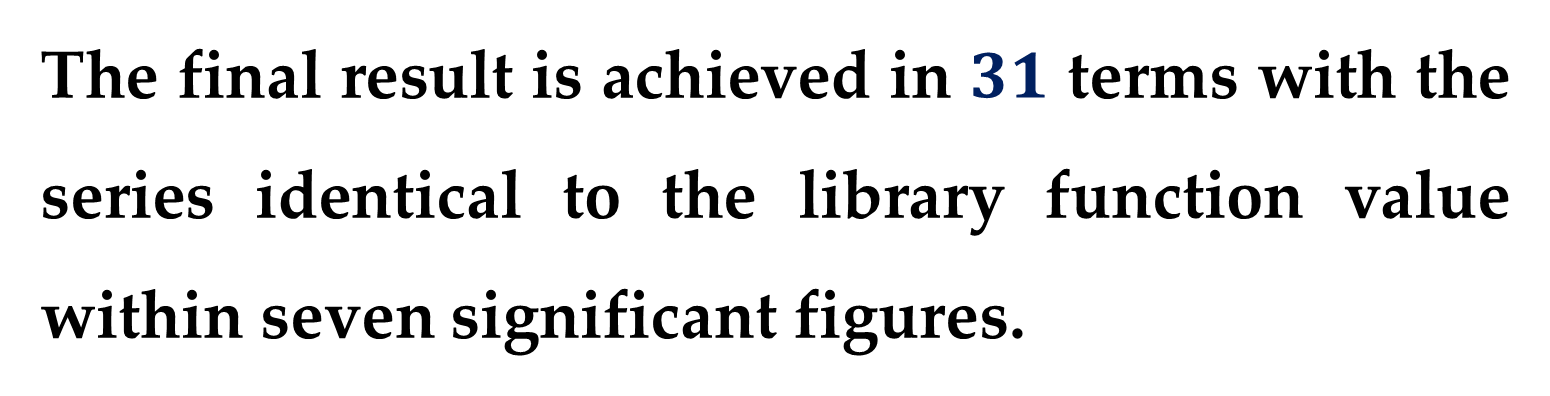 The final result is achieved in 31 terms with the
series identical to the library function value
within seven significant figures.